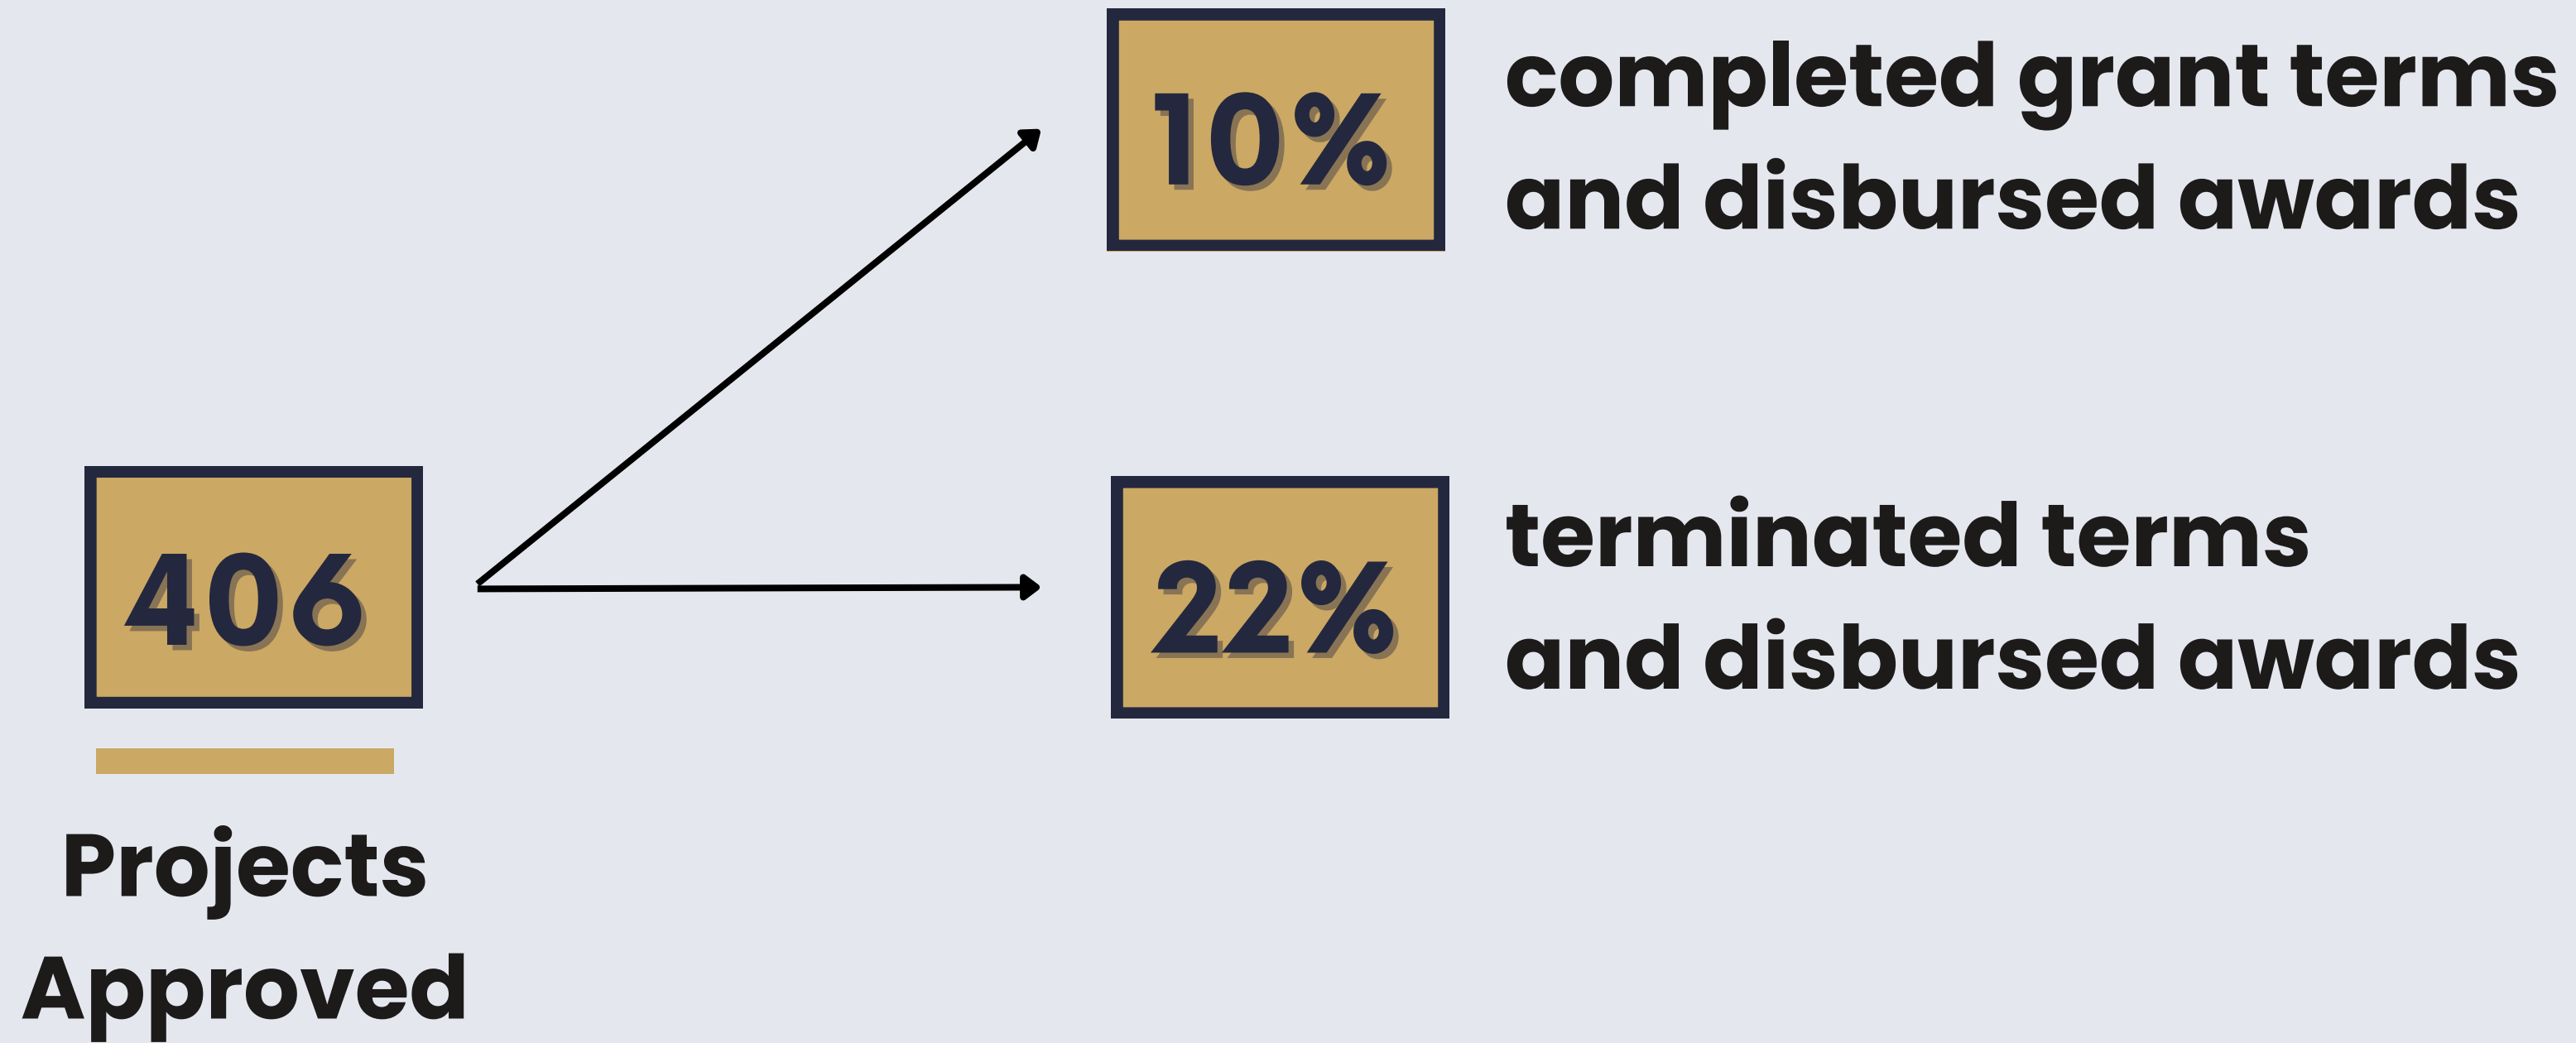 10%
completed grant terms
and disbursed awards
406
22%
terminated terms
and disbursed awards
Projects
Approved